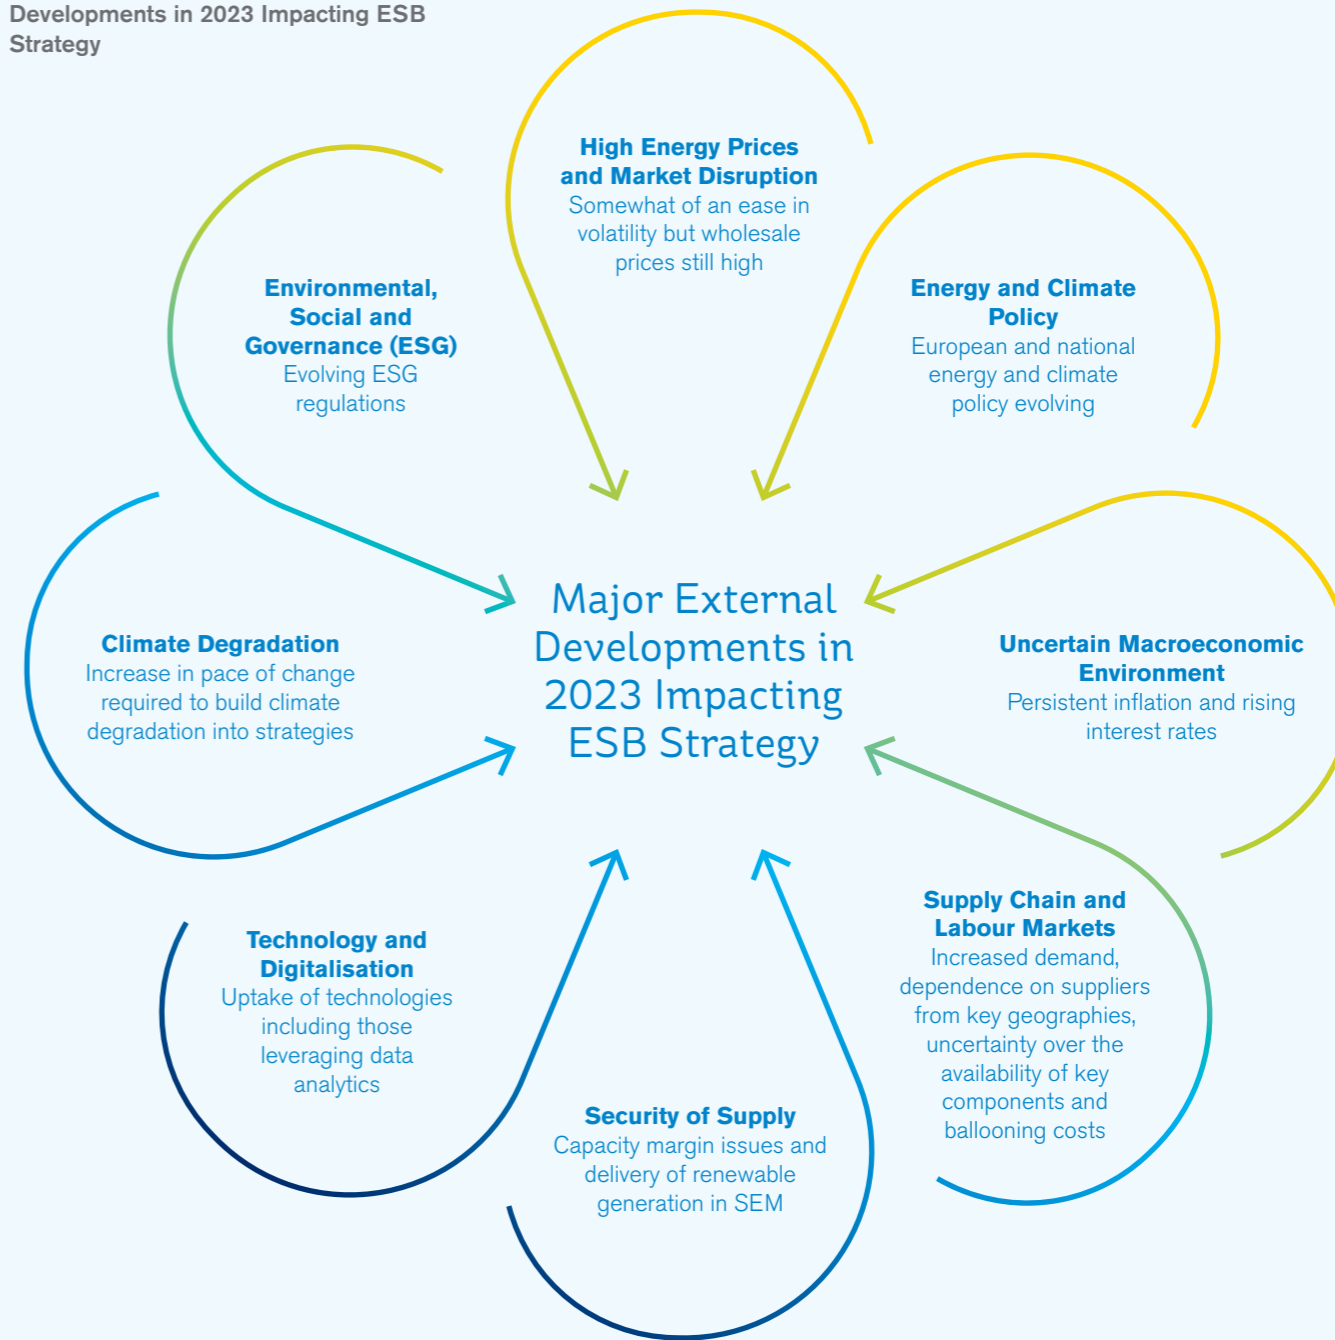 Developments in 2023 Impacting ESB
Strategy
High Energy Prices
and Market Disruption
Somewhat of an ease in
volatility but wholesale
prices still high
Energy and Climate
Policy
European and national
energy and climate
policy evolving
Uncertain Macroeconomic
Environment
Persistent inflation and rising
interest rates
Supply Chain and
Labour Markets
Increased demand,
dependence on suppliers
from key geographies,
uncertainty over the
availability of key
components and
ballooning costs
Security of Supply
Capacity margin issues and
delivery of renewable
generation in SEM
Technology and
Digitalisation
Uptake of technologies
including those
leveraging data
analytics
Climate Degradation
Increase in pace of change
required to build climate
degradation into strategies
Environmental,
Social and
Governance (ESG)
Evolving ESG
regulations
Major External
Developments in
2023 Impacting
ESB Strategy